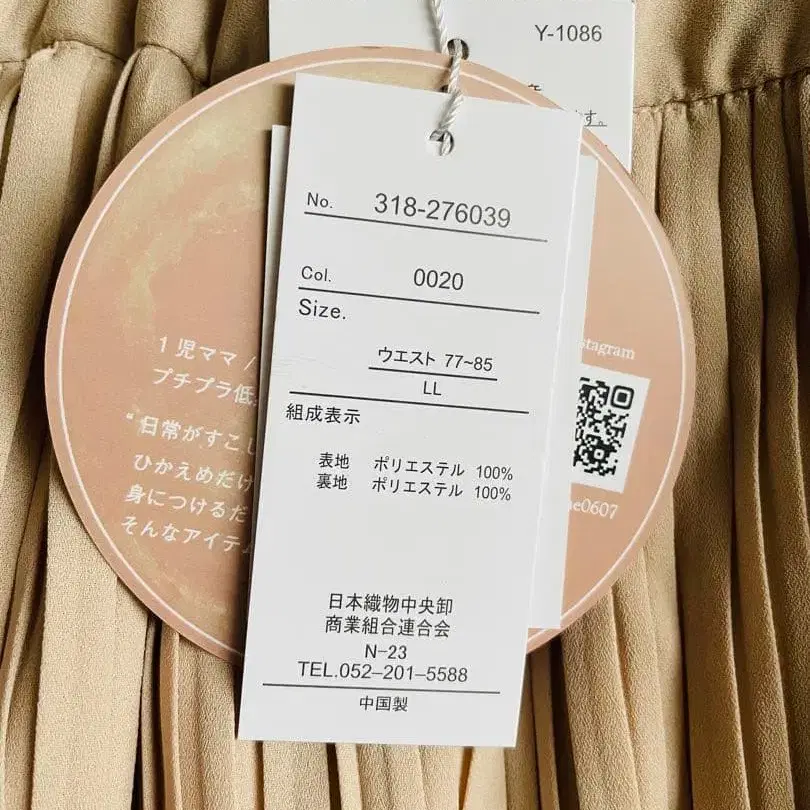 Y-1086
す。
No. 318-276039
Col. 0020
Size.
ウエスト 77~85
LL
組成表示
表地 ポリエステル 100%
裏地 ポリエステル 100%
日本織物中央卸
商業組合連合会
N-23
TEL.052-201-5588
中国製
1児ママ /
プチプラ低
“日常がすこし
ひかえめだけ
身につけるだ
そんなアイテム
stagram
e0607